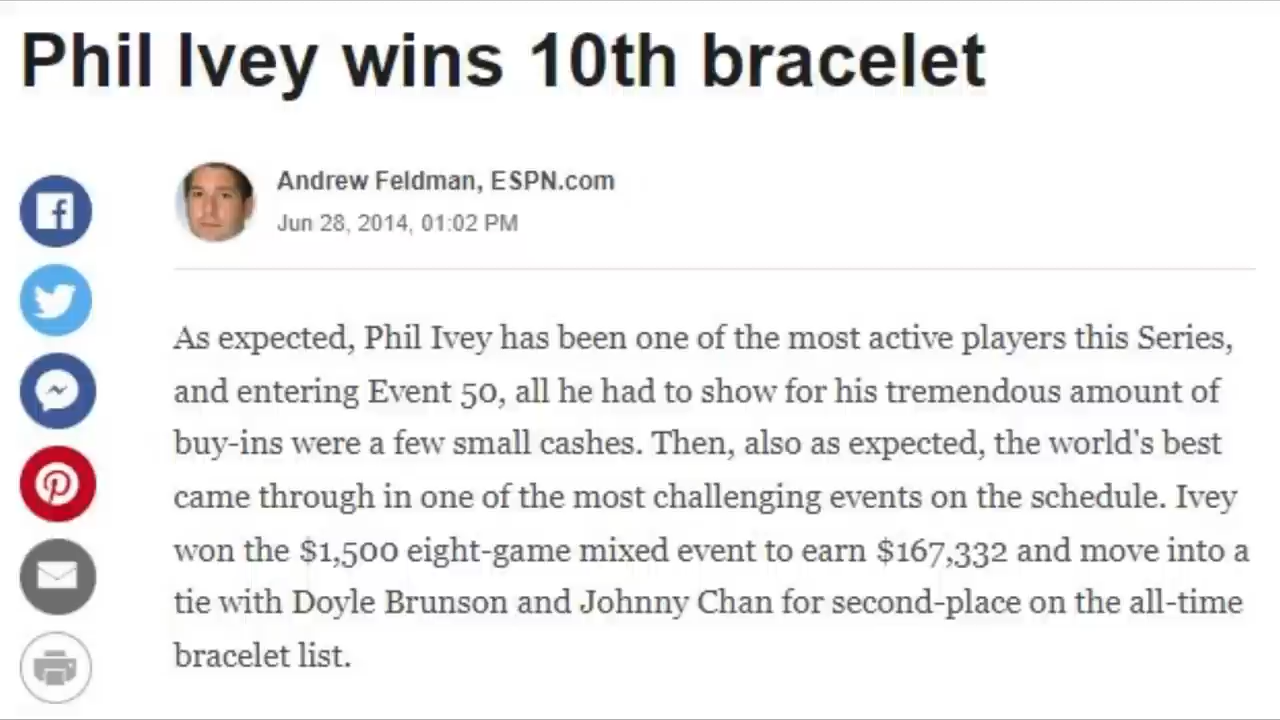 Phil Ivey wins 10th bracelet
Andrew Feldman, ESPN.com
Jun 28, 2014, 01:02 PM
As expected, Phil Ivey has been one of the most active players this Series,
and entering Event 50, all he had to show for his tremendous amount of
buy-ins were a few small cashes. Then, also as expected, the world's best
came through in one of the most challenging events on the schedule. Ivey
won the $1,500 eight-game mixed event to earn $167,332 and move into a
tie with Doyle Brunson and Johnny Chan for second-place on the all-time
bracelet list.